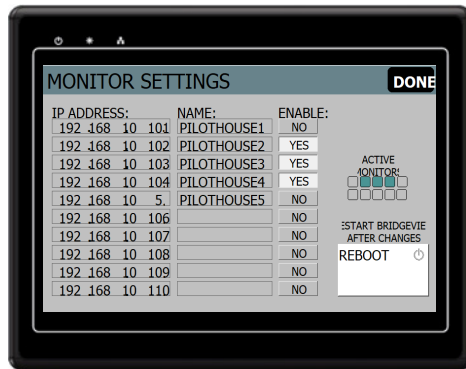 MONITOR SETTINGS
DONE
IP ADDRESS: NAME: ENABLE:
192 168 10 101 PILOTHOUSE1 NO
192 168 10 102 PILOTHOUSE2 YES
192 168 10 103 PILOTHOUSE3 YES
192 168 10 104 PILOTHOUSE4 YES
192 168 10 5. PILOTHOUSE5 NO
192 168 10 106 NO
192 168 10 107 NO
192 168 10 108 NO
192 168 10 109 NO
192 168 10 110 NO
ACTIVE
MONITORS
ESTART BRIDGEVIE
AFTER CHANGES
REBOOT